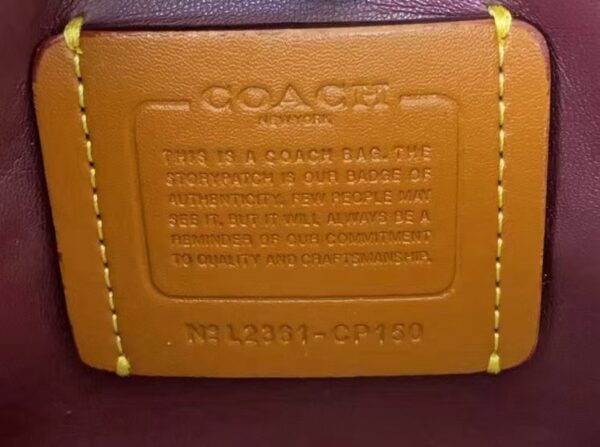 COACH
NEW YORK
THIS IS A COACH BAG. THE
STORYPATCH IS OUR BADGE OF
AUTHENTICITY. FEW PEOPLE MAY
SEE IT, BUT IT WILL ALWAYS BE A
REMINDER OF OUR COMMITMENT
TO QUALITY AND CRAFTSMANSHIP.
Nº L2361-CP150